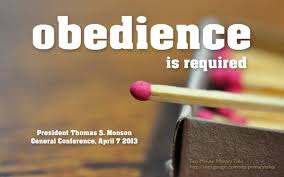 obedience
is required
President Thomas S. Monson
General Conference, April 7 2013